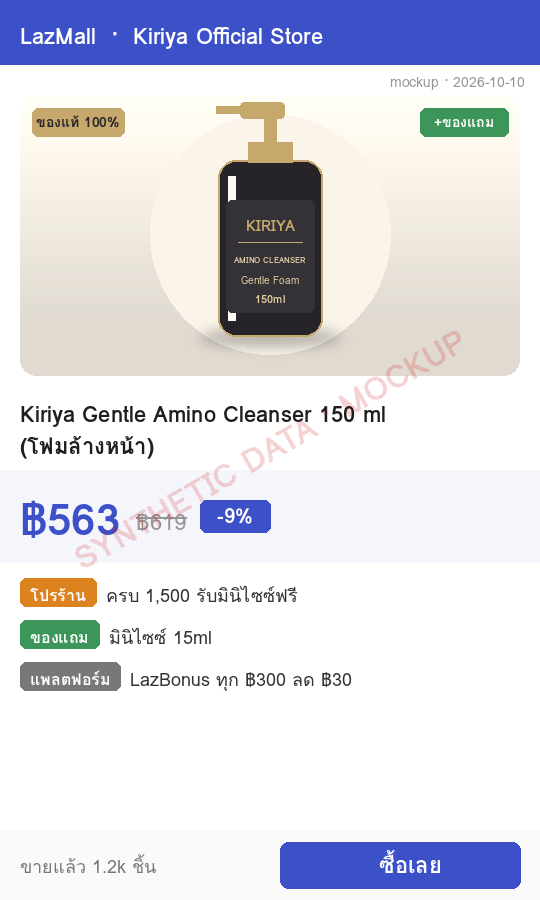 LazMall · Kiriya Official Store
mockup · 2026-10-10
ของแท้ 100%
+ของแถม
KIRIYA
AMINO CLEANSER
Gentle Foam
150ml
SYNTHETIC DATA · MOCKUP
Kiriya Gentle Amino Cleanser 150 ml
(โฟมล้างหน้า)
฿563 ฿619 -9%
โปรร้าน ครบ 1,500 รับมินิไซซ์ฟรี
ของแถม มินิไซซ์ 15ml
แพลตฟอร์ม LazBonus ทุก ฿300 ลด ฿30
ขายแล้ว 1.2k ชิ้น
ซื้อเลย